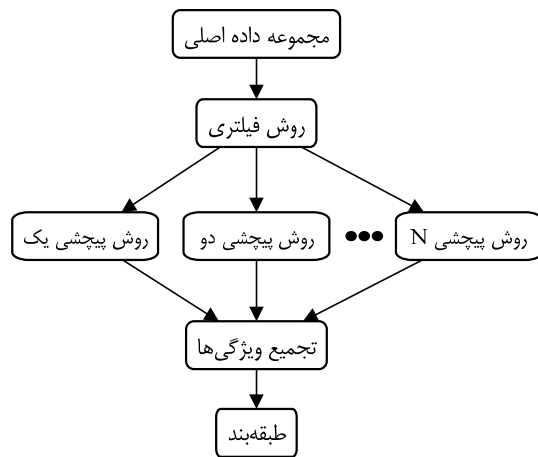 مجموعه داده اصلی
روش فیلتری
روش پیچشی یک
روش پیچشی دو
روش پیچشی N
تجمیع ویژگی‌ها
طبقه‌بند